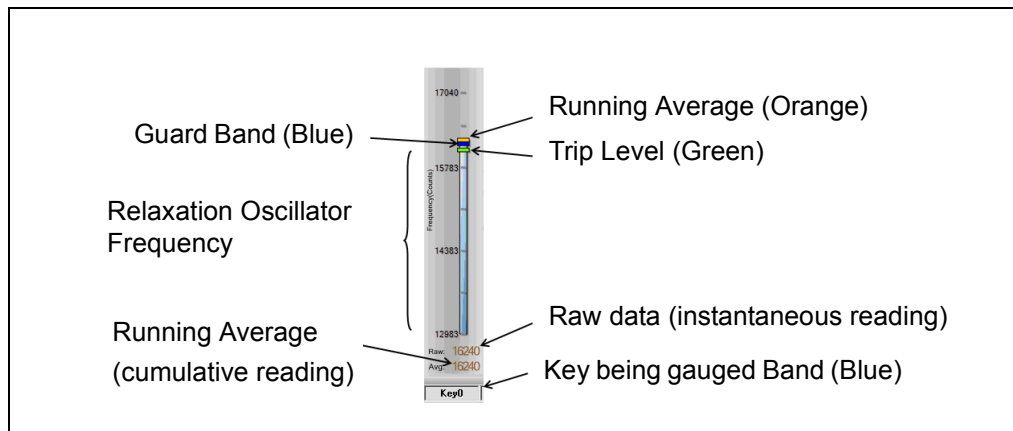 17040
Running Average (Orange)
Guard Band (Blue)
Trip Level (Green)
15783
Frequency(Counts)
Relaxation Oscillator
Frequency
14383
12983
Raw data (instantaneous reading)
Running Average
(cumulative reading)
Raw: 16240
Avg: 16240
Key being gauged Band (Blue)
Key0